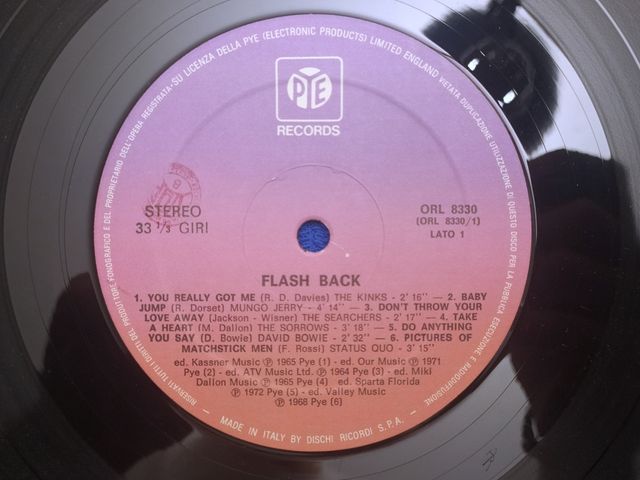 RISERVATI TUTTI I DIRITTI DEL PRODUTTORE FONOGRAFICO E DEL PROPRIETARIO DELL'OPERA REGISTRATA-SU LICENZA DELLA PYE (ELECTRONIC PRODUCTS) LIMITED ENGLAND VIETATA DUPLICAZIONE UTILIZZAZIONE DI QUESTO DISCO PER LA PUBBLICA ESECUZIONE E RADIODIFFUSIONE
PYE
RECORDS
STEREO
33 1/3 GIRI
ORL 8330
(ORL 8330/1)
LATO 1
FLASH BACK
1. YOU REALLY GOT ME (R. D. Davies) THE KINKS - 2' 16'' — 2. BABY
JUMP (R. Dorset) MUNGO JERRY - 4' 14'' — 3. DON'T THROW YOUR
LOVE AWAY (Jackson - Wisner) THE SEARCHERS - 2' 17'' — 4. TAKE
A HEART (M. Dallon) THE SORROWS - 3' 18'' — 5. DO ANYTHING
YOU SAY (D. Bowie) DAVID BOWIE - 2' 32'' — 6. PICTURES OF
MATCHSTICK MEN (F. Rossi) STATUS QUO - 3' 15''
ed. Kassner Music ℗ 1965 Pye (1) - ed. Our Music ℗ 1971
Pye (2) - ed. ATV Music Ltd. ℗ 1964 Pye (3) - ed. Miki
Dallon Music ℗ 1965 Pye (4) - ed. Sparta Florida
℗ 1972 Pye (5) - ed. Valley Music
℗ 1968 Pye (6)
- MADE IN ITALY BY DISCHI RICORDI S.P.A. -